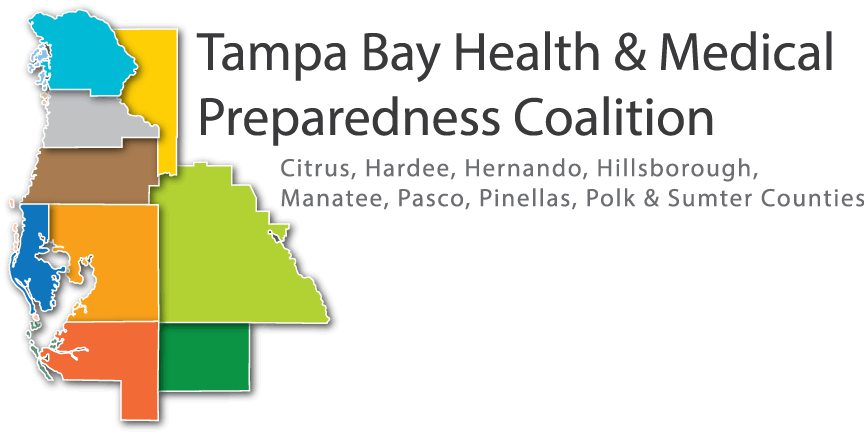 Tampa Bay Health & Medical
Preparedness Coalition
Citrus, Hardee, Hernando, Hillsborough,
Manatee, Pasco, Pinellas, Polk & Sumter Counties